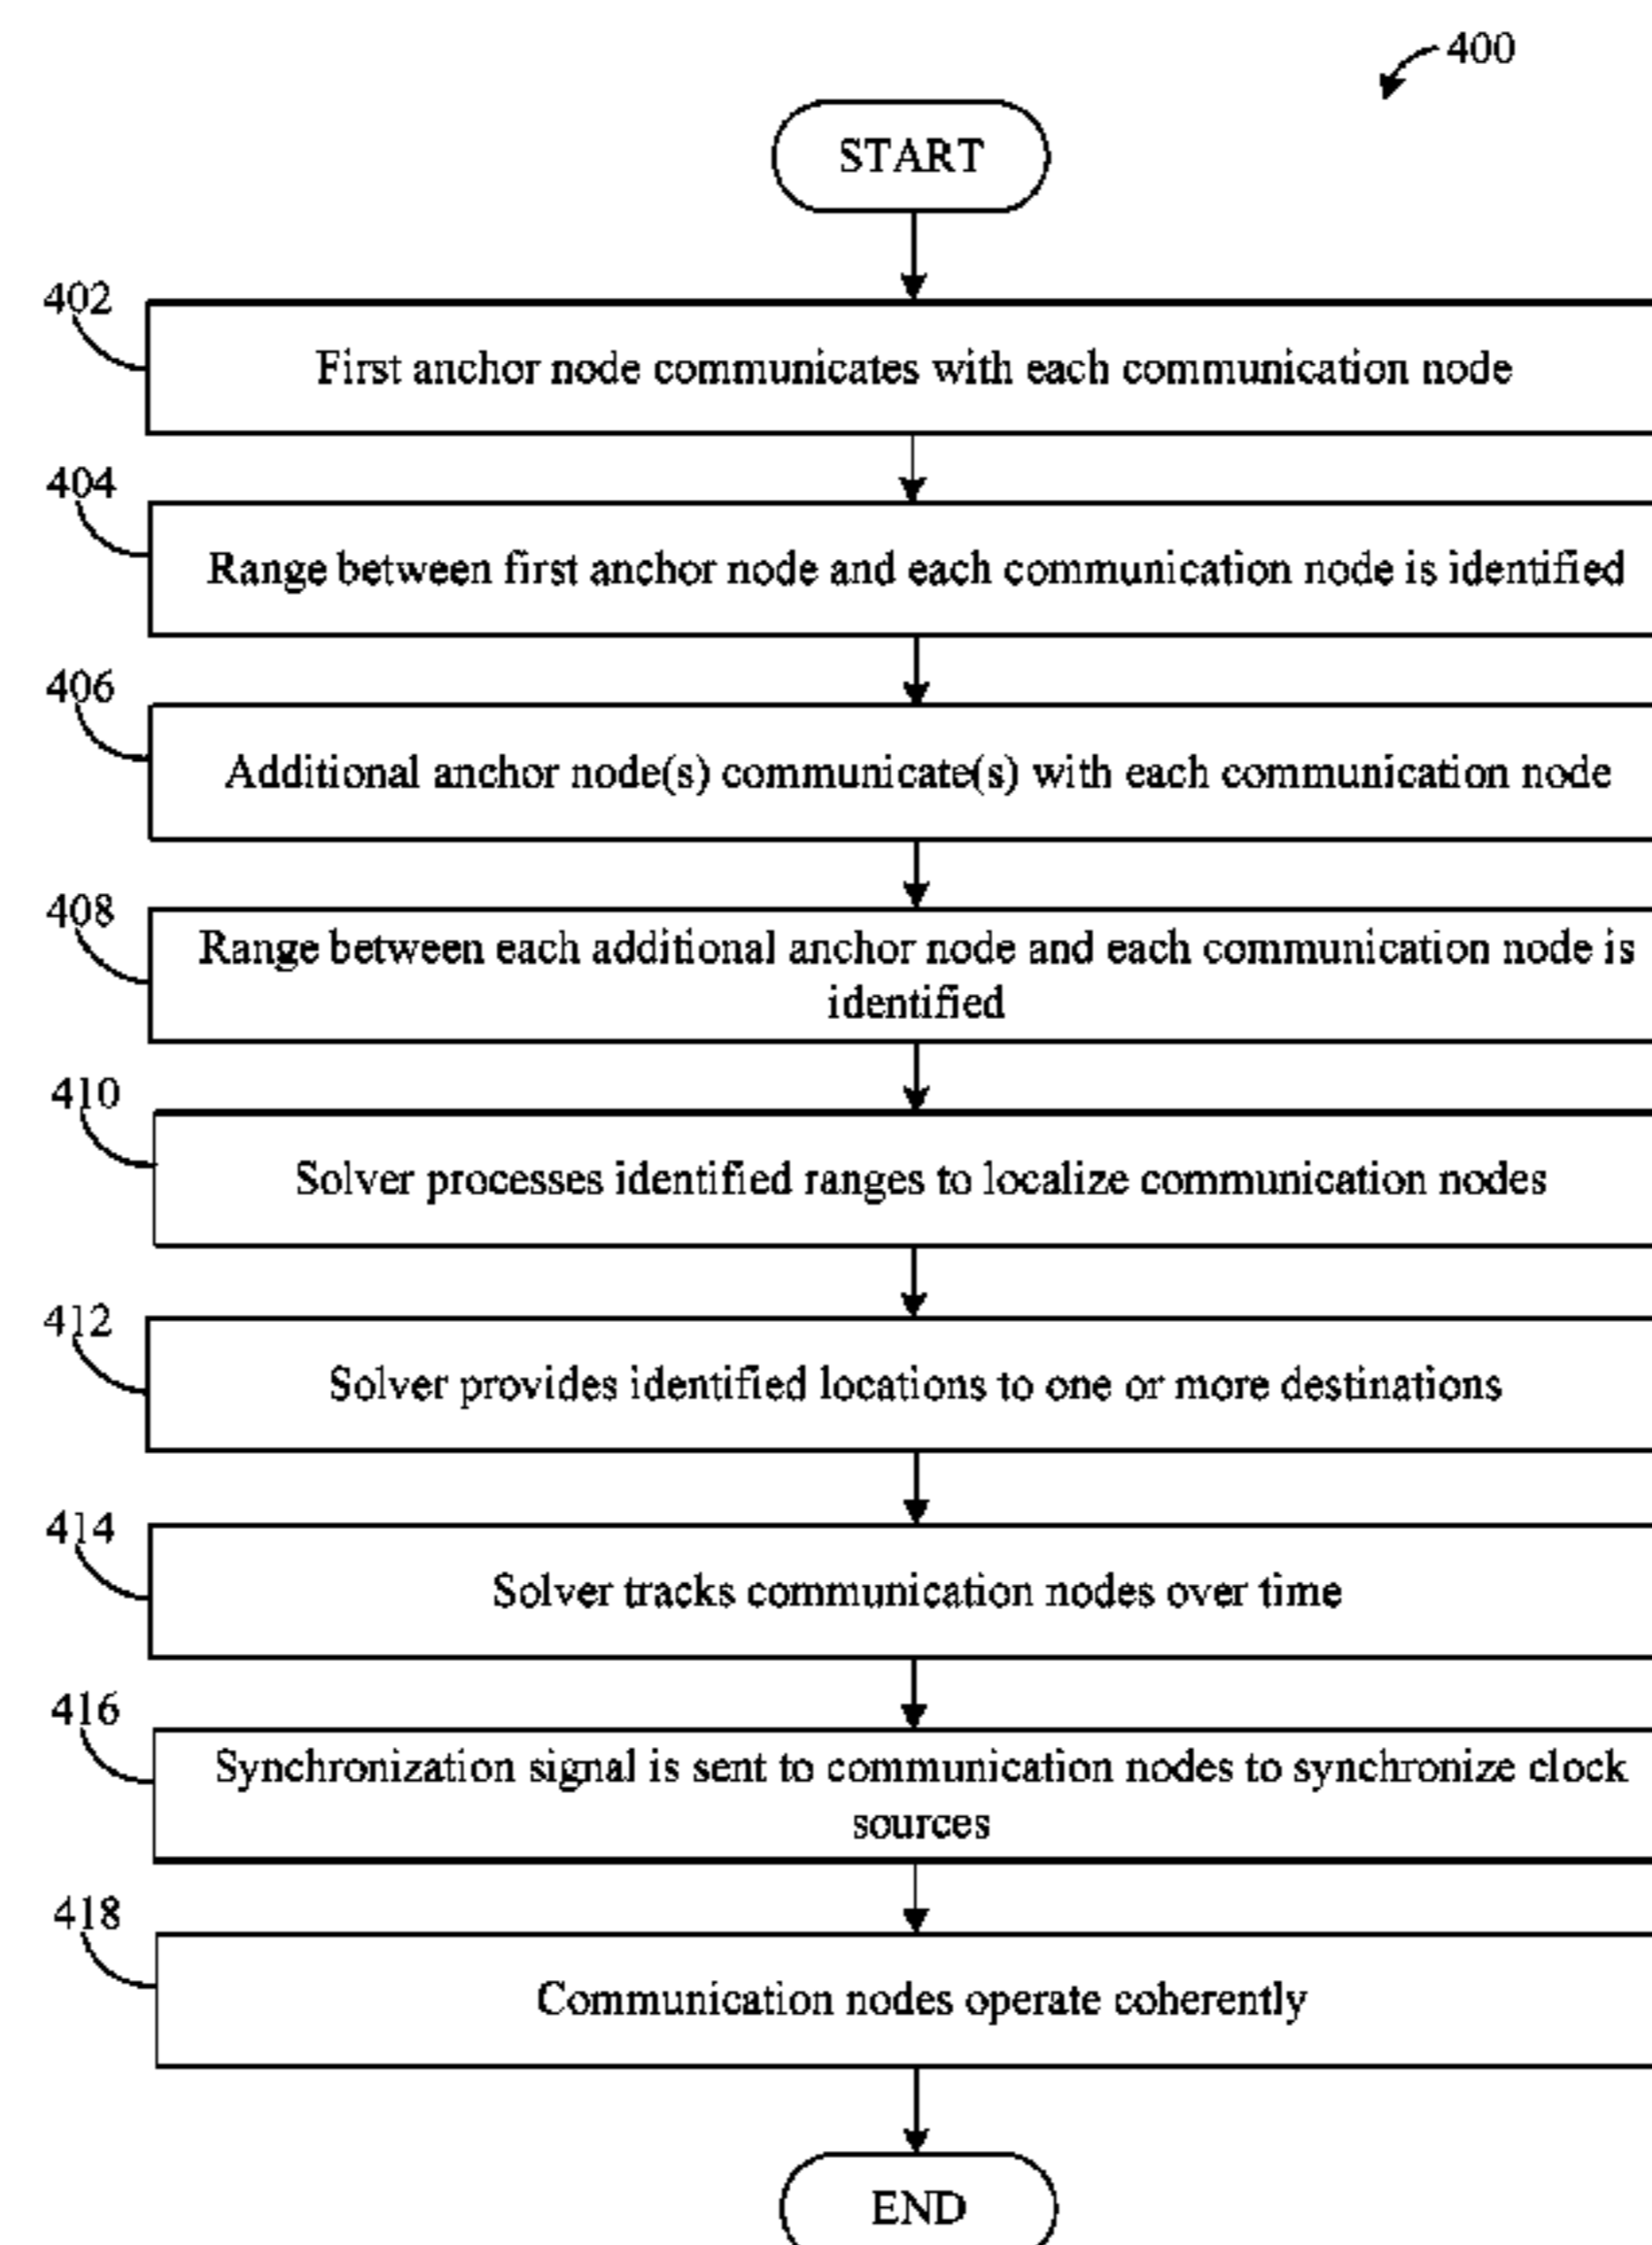 400
START
402
First anchor node communicates with each communication node
404
Range between first anchor node and each communication node is identified
406
Additional anchor node(s) communicate(s) with each communication node
408
Range between each additional anchor node and each communication node is
identified
410
Solver processes identified ranges to localize communication nodes
412
Solver provides identified locations to one or more destinations
414
Solver tracks communication nodes over time
416
Synchronization signal is sent to communication nodes to synchronize clock
sources
418
Communication nodes operate coherently
END